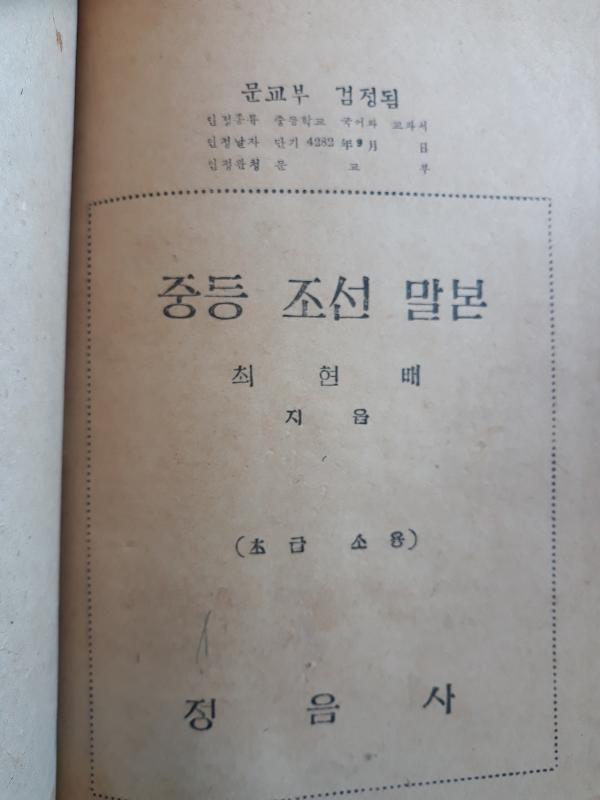 문교부 검정됨
인정종류 중등학교 국어과 교과서
인정날자 단기 4282 年 9 月 日
인정관청 문 교 부
중등 조선 말본
최 현 배
지 음
(초 급 소 용)
정 음 사